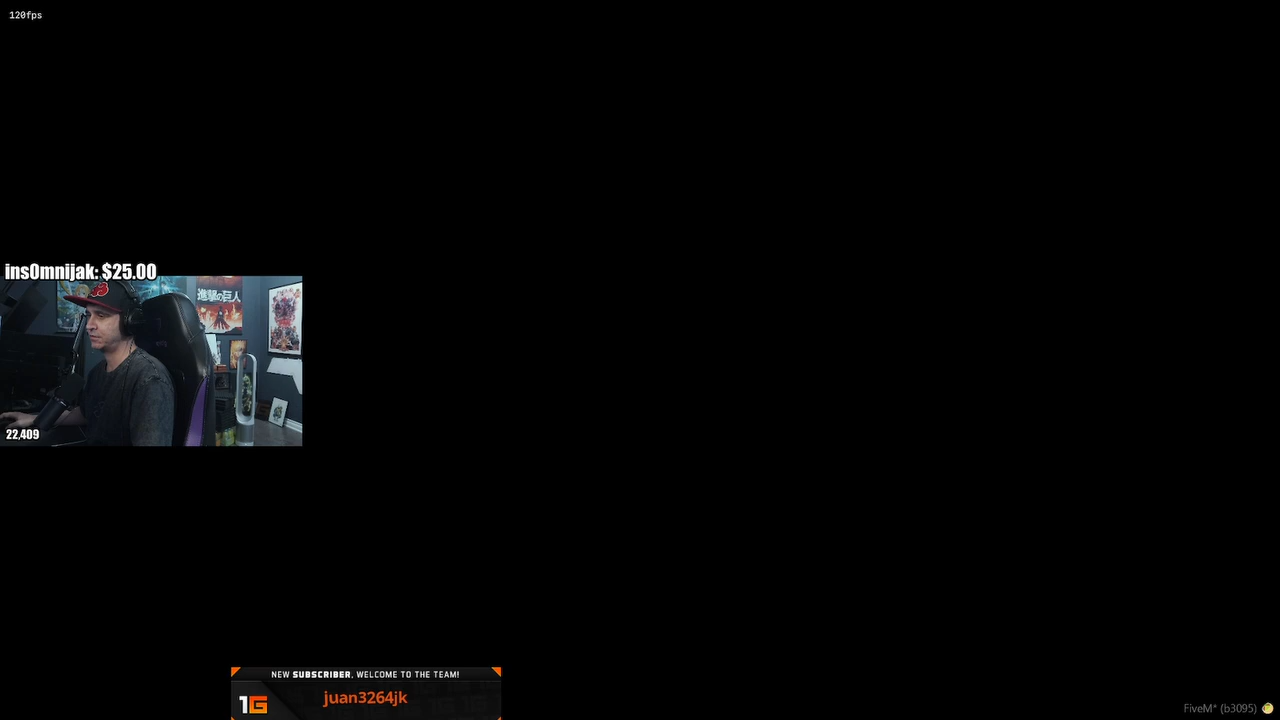 120fps
ins0mnijak: $25.00
進撃の巨人
22,409
NEW SUBSCRIBER, WELCOME TO THE TEAM!
1G
juan3264jk
FiveM* (b3095)